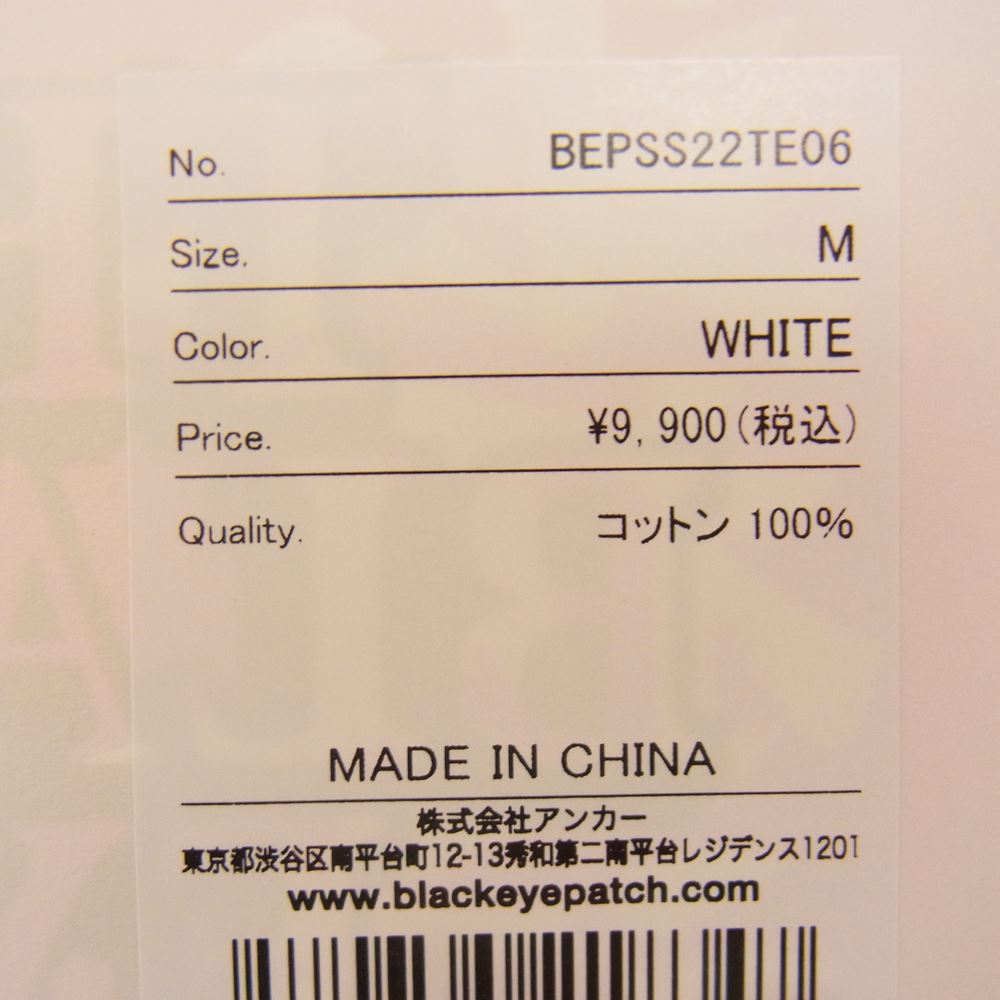 No. BEPSS22TE06
Size. M
Color. WHITE
Price. ¥9,900(税込)
Quality. コットン 100%
MADE IN CHINA
株式会社アンカー
東京都渋谷区南平台町12-13秀和第二南平台レジデンス1201
www.blackeyepatch.com